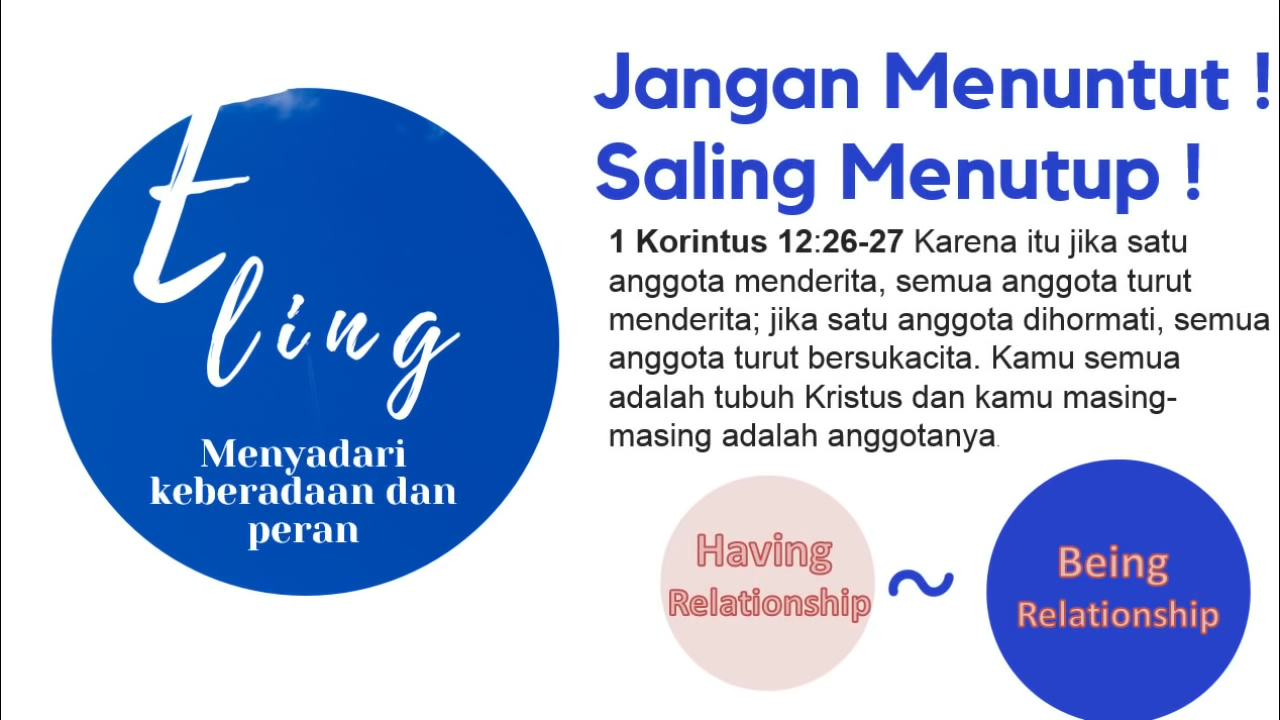 t
ling
Menyadari
keberadaan dan
peran
Jangan Menuntut !
Saling Menutup !
1 Korintus 12:26-27 Karena itu jika satu
anggota menderita, semua anggota turut
menderita; jika satu anggota dihormati, semua
anggota turut bersukacita. Kamu semua
adalah tubuh Kristus dan kamu masing-
masing adalah anggotanya.
Having
Relationship
~
Being
Relationship